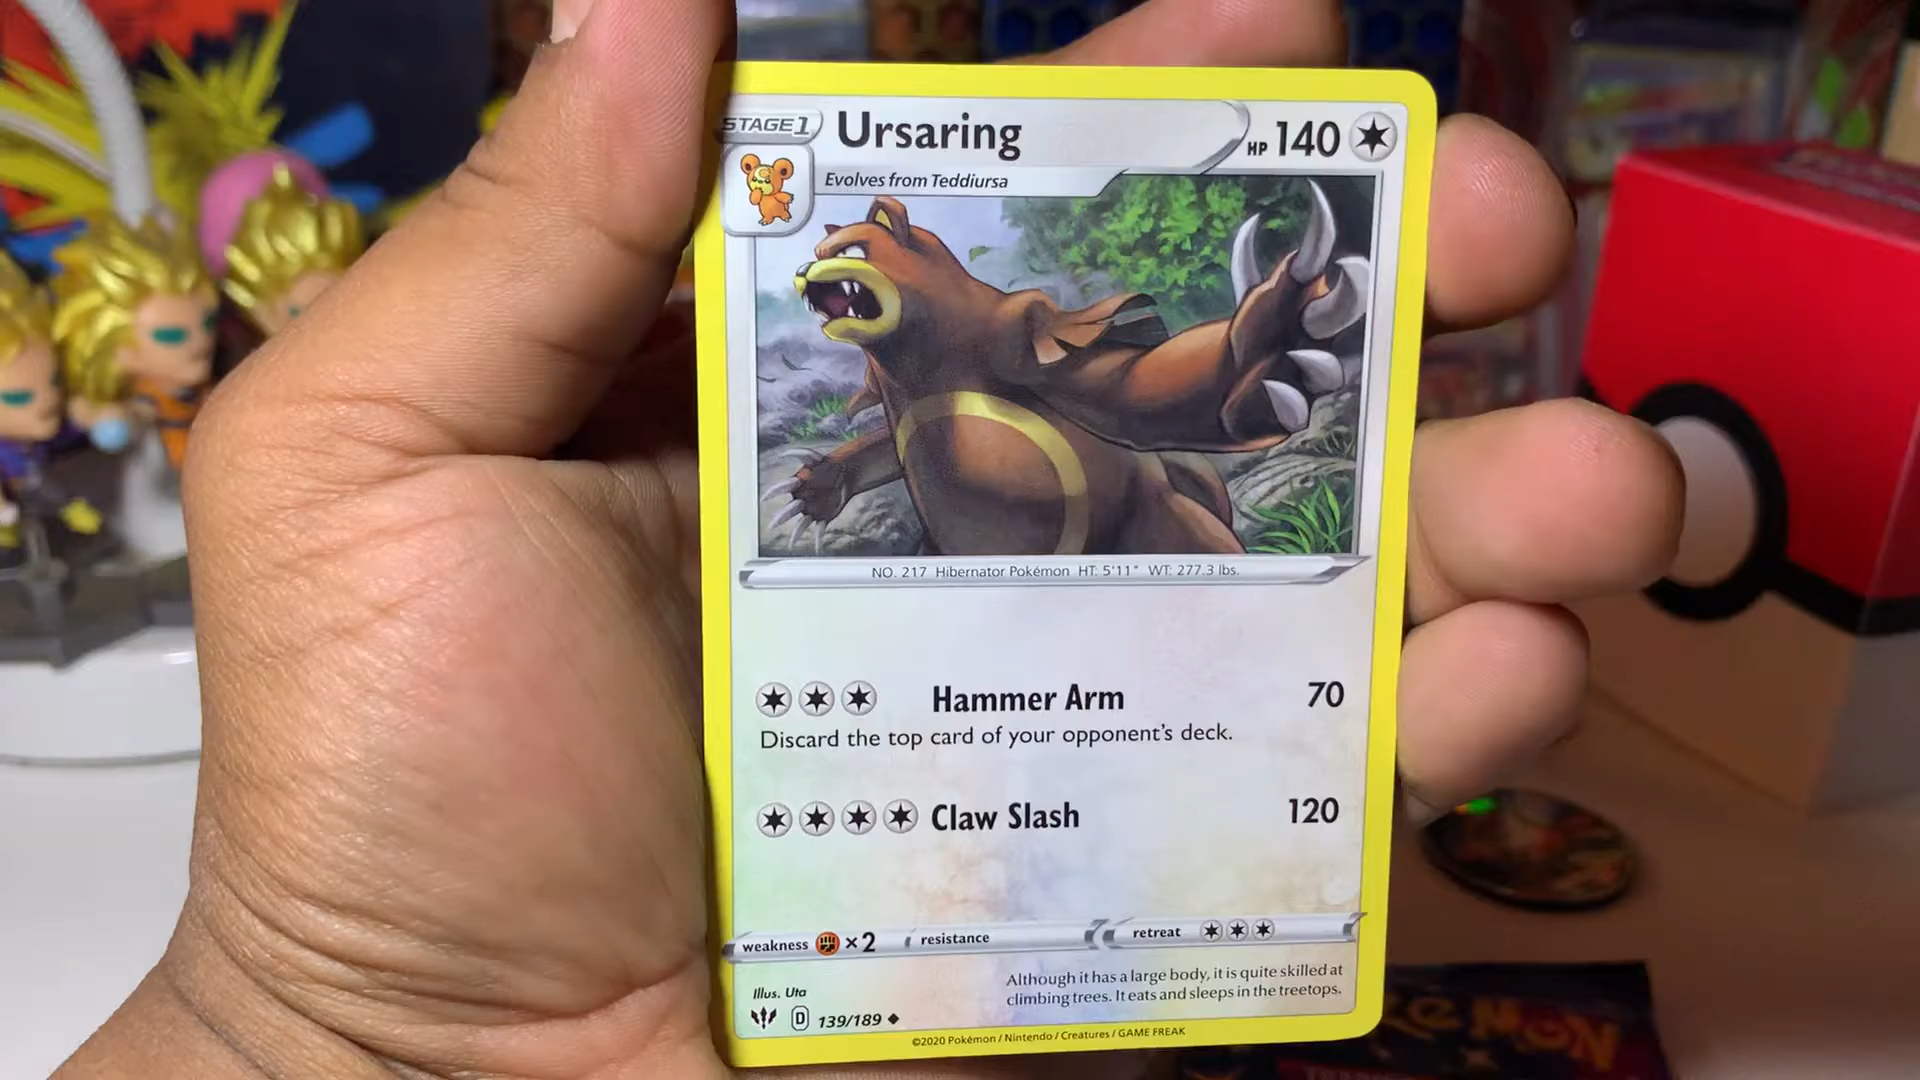 STAGE1 Ursaring HP 140
Evolves from Teddiursa
NO. 217 Hibernator Pokémon HT: 5'11" WT: 277.3 lbs.
Hammer Arm 70
Discard the top card of your opponent's deck.
Claw Slash 120
weakness ×2 resistance retreat
Although it has a large body, it is quite skilled at
climbing trees. It eats and sleeps in the treetops.
Illus. Uta
D 139/189
©2020 Pokémon / Nintendo / Creatures / GAME FREAK
POKéMON